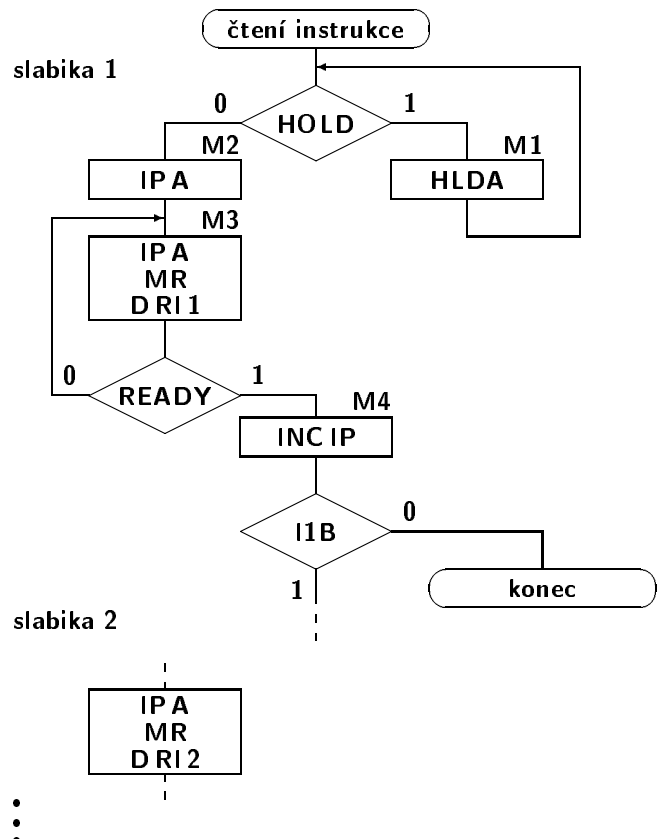 čtení instrukce
slabika 1
0
HOLD
1
M2
M1
IPA
HLDA
M3
IPA
MR
DRI1
0
READY
1
M4
INC IP
I1B
0
1
konec
slabika 2
IPA
MR
DRI2